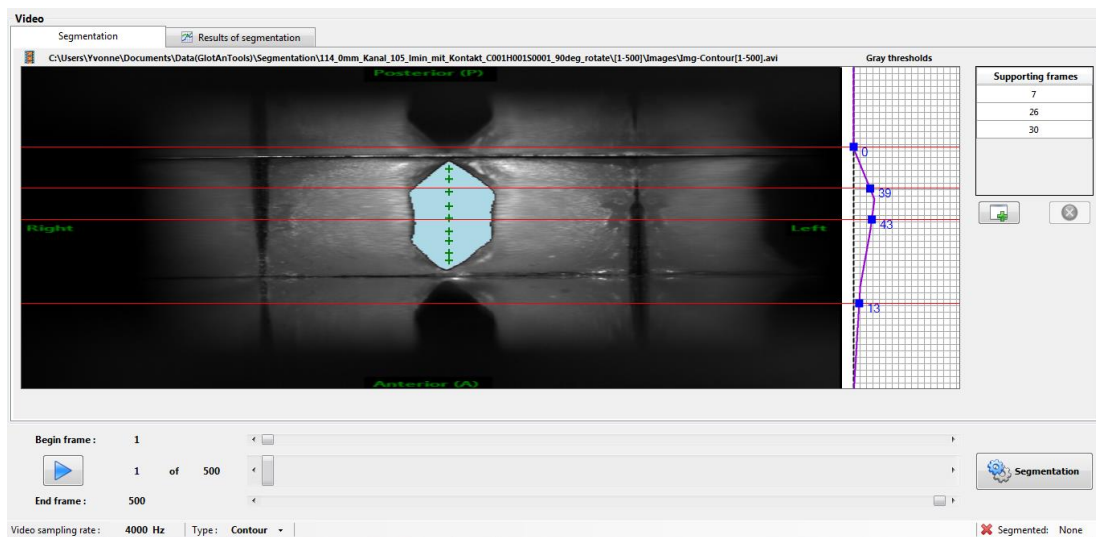 Video
Segmentation
Results of segmentation
C:\Users\Yvonne\Documents\Data(GlotAnTools)\Segmentation\114_0mm_Kanal_105_lmin_mit_Kontakt_C001H001S0001_90deg_rotate\[1-500]\Images\Img-Contour[1-500].avi
Gray thresholds
Supporting frames
Posterior (P)
7
26
30
0
39
43
Right
Left
13
Anterior (A)
Begin frame : 1
1 of 500
Segmentation
End frame : 500
Video sampling rate : 4000 Hz Type : Contour
Segmented: None